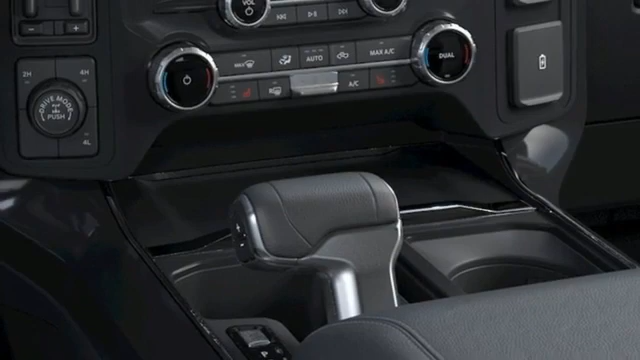 VOL
− +
MAX
AUTO
MAX A/C
DUAL
2H 4H
DRIVE MODE
PUSH
4L
A/C